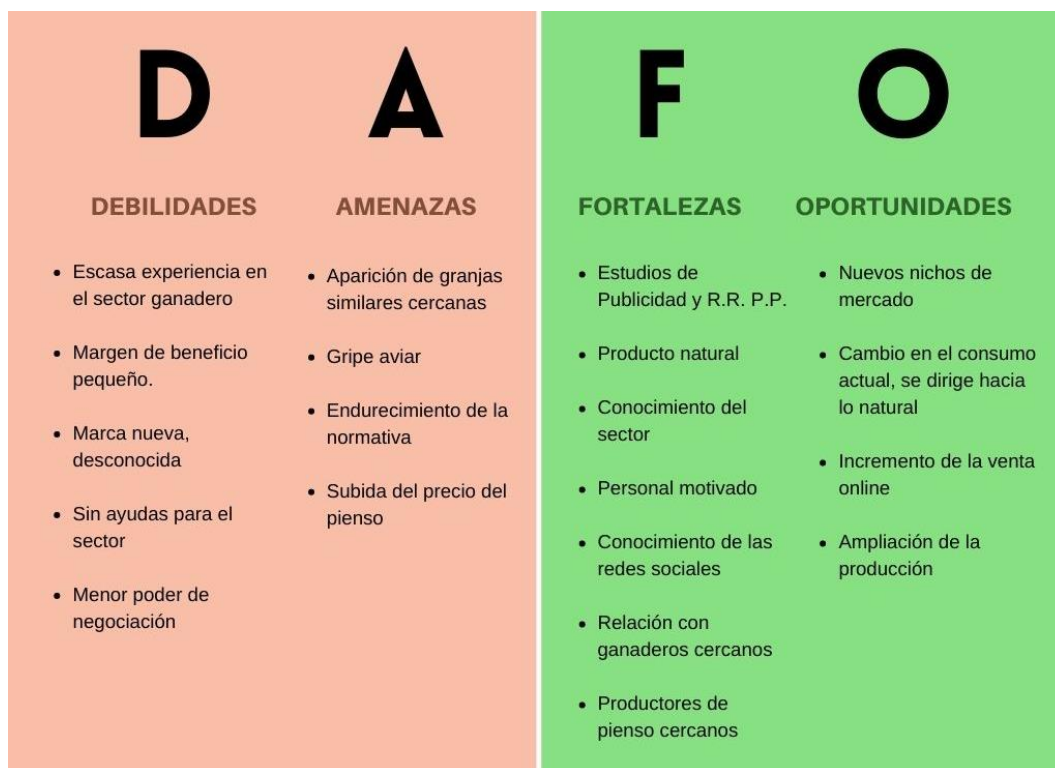 D
DEBILIDADES
Escasa experiencia en
el sector ganadero
Margen de beneficio
pequeño.
Marca nueva,
desconocida
Sin ayudas para el
sector
Menor poder de
negociación
A
AMENAZAS
Aparición de granjas
similares cercanas
Gripe aviar
Endurecimiento de la
normativa
Subida del precio del
pienso
F
FORTALEZAS
Estudios de
Publicidad y R.R. P.P.
Producto natural
Conocimiento del
sector
Personal motivado
Conocimiento de las
redes sociales
Relación con
ganaderos cercanos
Productores de
pienso cercanos
O
OPORTUNIDADES
Nuevos nichos de
mercado
Cambio en el consumo
actual, se dirige hacia
lo natural
Incremento de la venta
online
Ampliación de la
producción